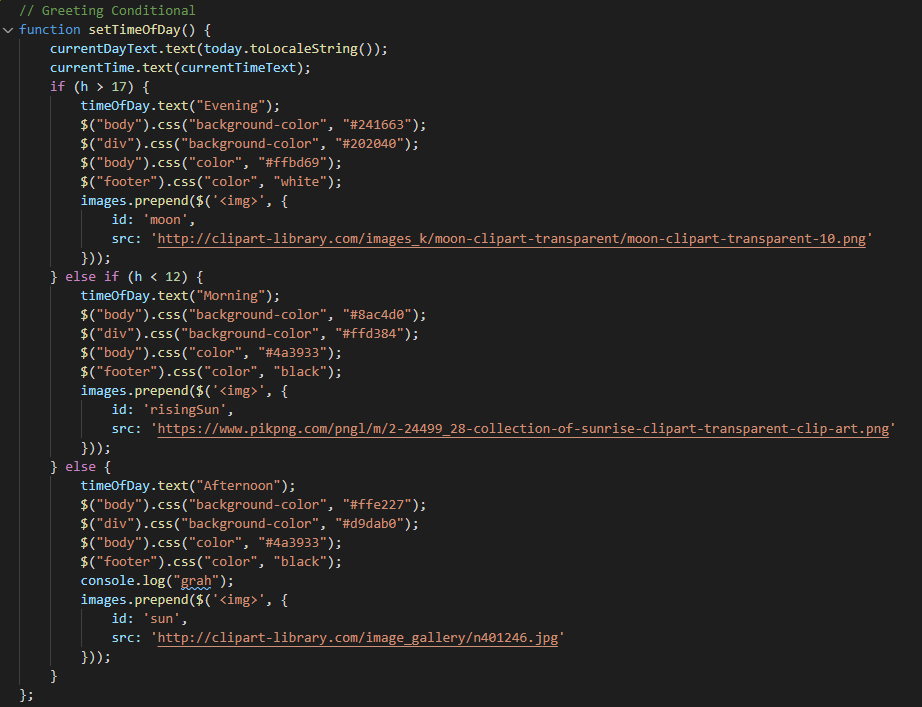 // Greeting Conditional
function setTimeOfDay() {
    currentDayText.text(today.toLocaleString());
    currentTime.text(currentTimeText);
    if (h > 17) {
        timeOfDay.text("Evening");
        $("body").css("background-color", "#241663");
        $("div").css("background-color", "#202040");
        $("body").css("color", "#ffbd69");
        $("footer").css("color", "white");
        images.prepend($('<img>', {
            id: 'moon',
            src: 'http://clipart-library.com/images_k/moon-clipart-transparent/moon-clipart-transparent-10.png'
        }));
    } else if (h < 12) {
        timeOfDay.text("Morning");
        $("body").css("background-color", "#8ac4d0");
        $("div").css("background-color", "#ffd384");
        $("body").css("color", "#4a3933");
        $("footer").css("color", "black");
        images.prepend($('<img>', {
            id: 'risingSun',
            src: 'https://www.pikpng.com/pngl/m/2-24499_28-collection-of-sunrise-clipart-transparent-clip-art.png'
        }));
    } else {
        timeOfDay.text("Afternoon");
        $("body").css("background-color", "#ffe227");
        $("div").css("background-color", "#d9dab0");
        $("body").css("color", "#4a3933");
        $("footer").css("color", "black");
        console.log("grah");
        images.prepend($('<img>', {
            id: 'sun',
            src: 'http://clipart-library.com/image_gallery/n401246.jpg'
        }));
    }
};